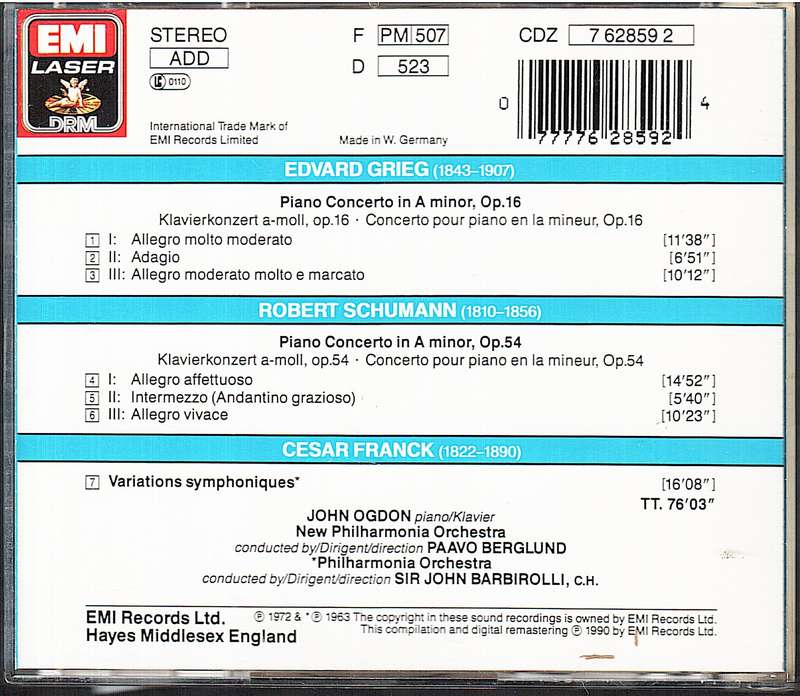 EMI
LASER
DRM
STEREO
ADD
0110
F PM 507
D 523
CDZ 7 62859 2
0 77776 28592 4
International Trade Mark of
EMI Records Limited
Made in W. Germany
EDVARD GRIEG (1843–1907)
Piano Concerto in A minor, Op.16
Klavierkonzert a-moll, op.16 · Concerto pour piano en la mineur, Op.16
1 I: Allegro molto moderato [11'38"]
2 II: Adagio [6'51"]
3 III: Allegro moderato molto e marcato [10'12"]
ROBERT SCHUMANN (1810–1856)
Piano Concerto in A minor, Op.54
Klavierkonzert a-moll, op.54 · Concerto pour piano en la mineur, Op.54
4 I: Allegro affettuoso [14'52"]
5 II: Intermezzo (Andantino grazioso) [5'40"]
6 III: Allegro vivace [10'23"]
CESAR FRANCK (1822–1890)
7 Variations symphoniques* [16'08"]
TT. 76'03"
JOHN OGDON piano/Klavier
New Philharmonia Orchestra
conducted by/Dirigent/direction PAAVO BERGLUND
*Philharmonia Orchestra
conducted by/Dirigent/direction SIR JOHN BARBIROLLI, C.H.
EMI Records Ltd.
Hayes Middlesex England
℗ 1972 & *℗ 1963 The copyright in these sound recordings is owned by EMI Records Ltd.
This compilation and digital remastering ℗ 1990 by EMI Records Ltd.